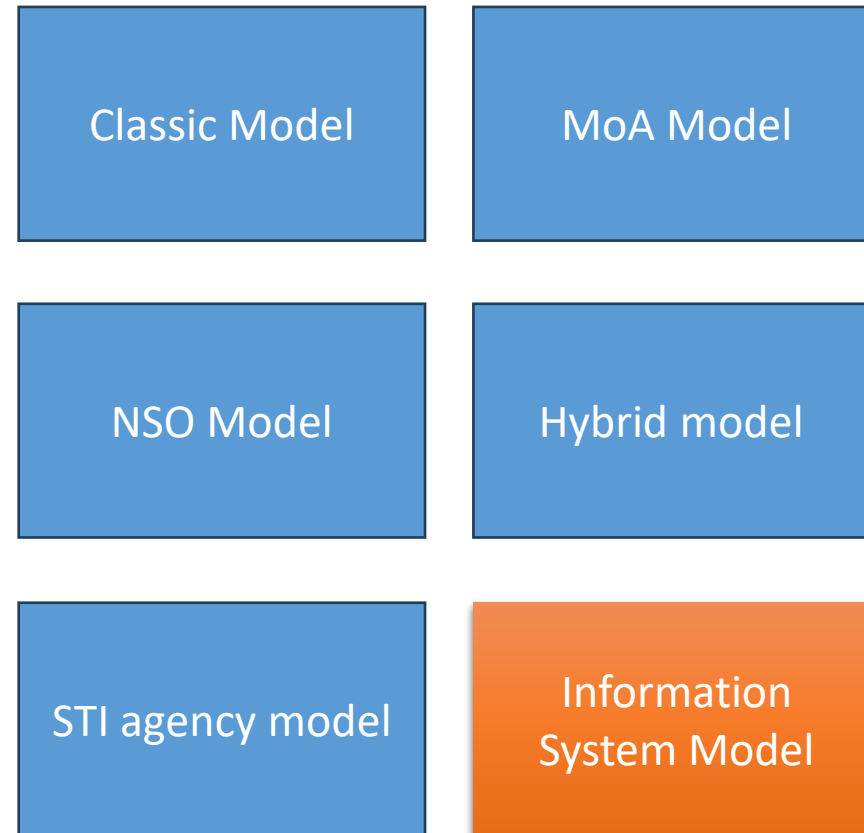 Classic Model
MoA Model
NSO Model
Hybrid model
STI agency model
Information
System Model